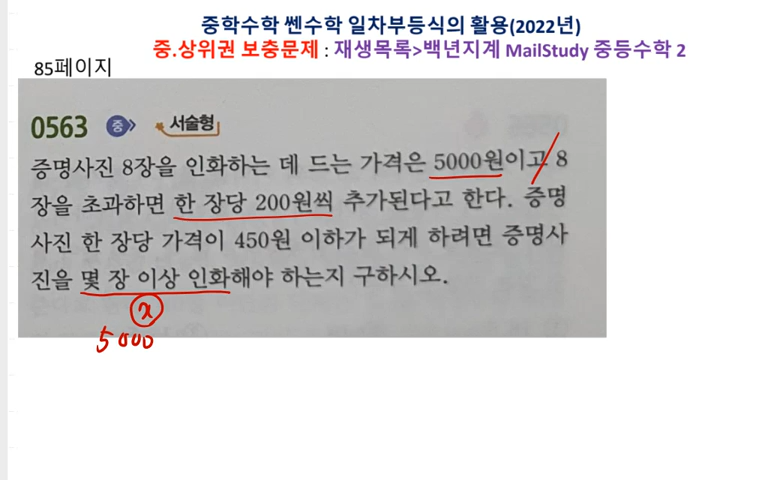 중학수학 쎈수학 일차부등식의 활용(2022년)
중.상위권 보충문제 : 재생목록>백년지계 MailStudy 중등수학 2
85페이지
0563 중 서술형
증명사진 8장을 인화하는 데 드는 가격은 5000원이고 8
장을 초과하면 한 장당 200원씩 추가된다고 한다. 증명
사진 한 장당 가격이 450원 이하가 되게 하려면 증명사
진을 몇 장 이상 인화해야 하는지 구하시오.
x
5000